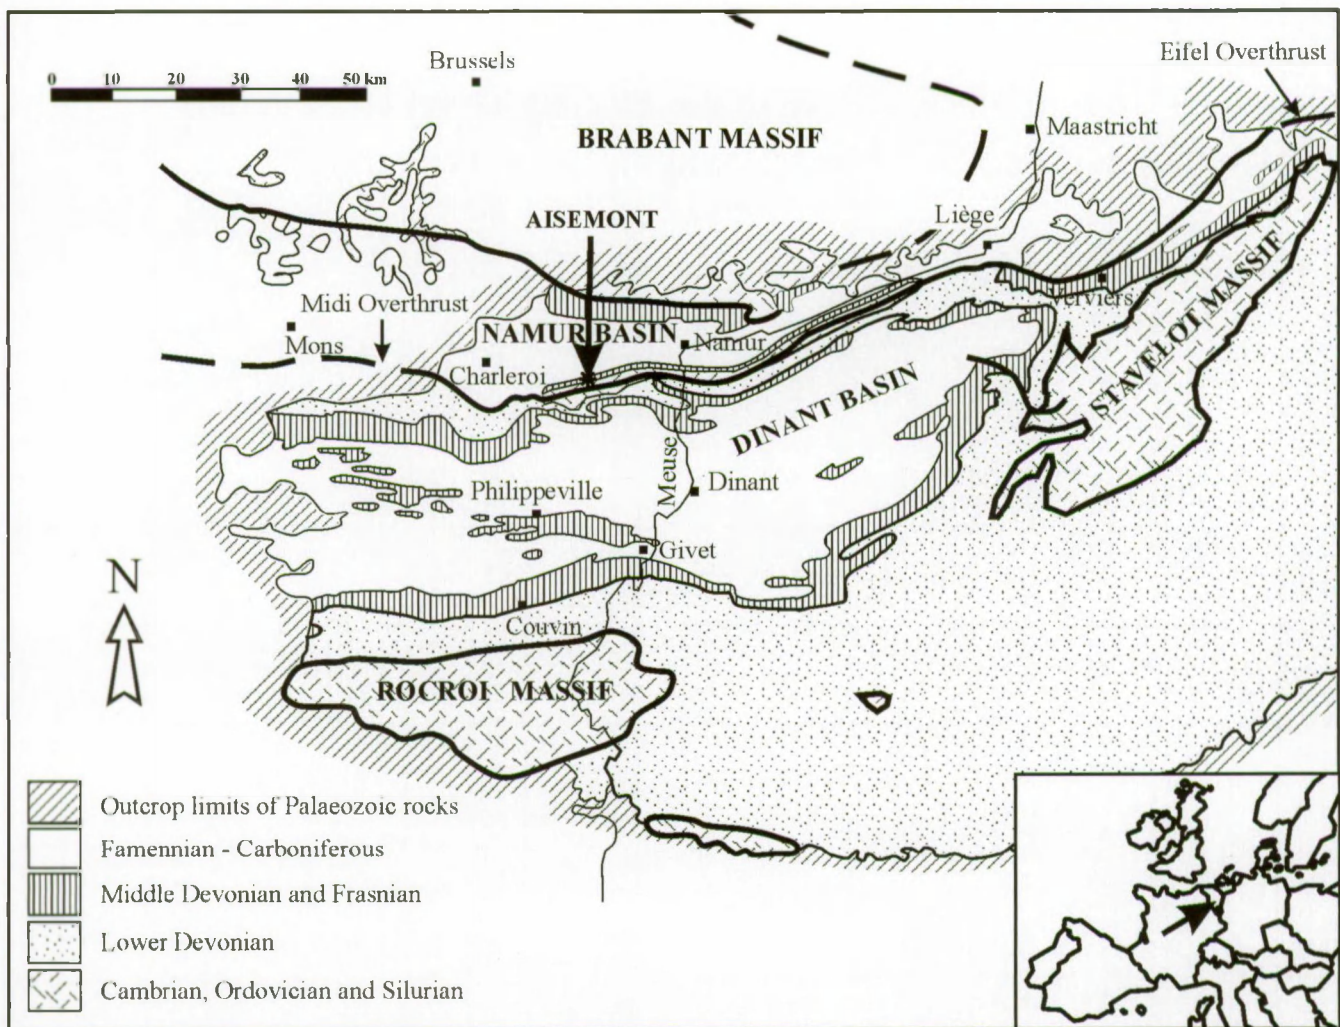 Eifel Overthrust
0 10 20 30 40 50 km
Brussels
Maastricht
BRABANT MASSIF
AISEMONT
Liège
Midi Overthrust
Mons
NAMUR BASIN
Namur
Verviers
Charleroi
STAVELOT MASSIF
DINANT BASIN
Meuse
Dinant
Philippeville
Givet
N
Couvin
ROCROI MASSIF
Outcrop limits of Palaeozoic rocks
Famennian - Carboniferous
Middle Devonian and Frasnian
Lower Devonian
Cambrian, Ordovician and Silurian